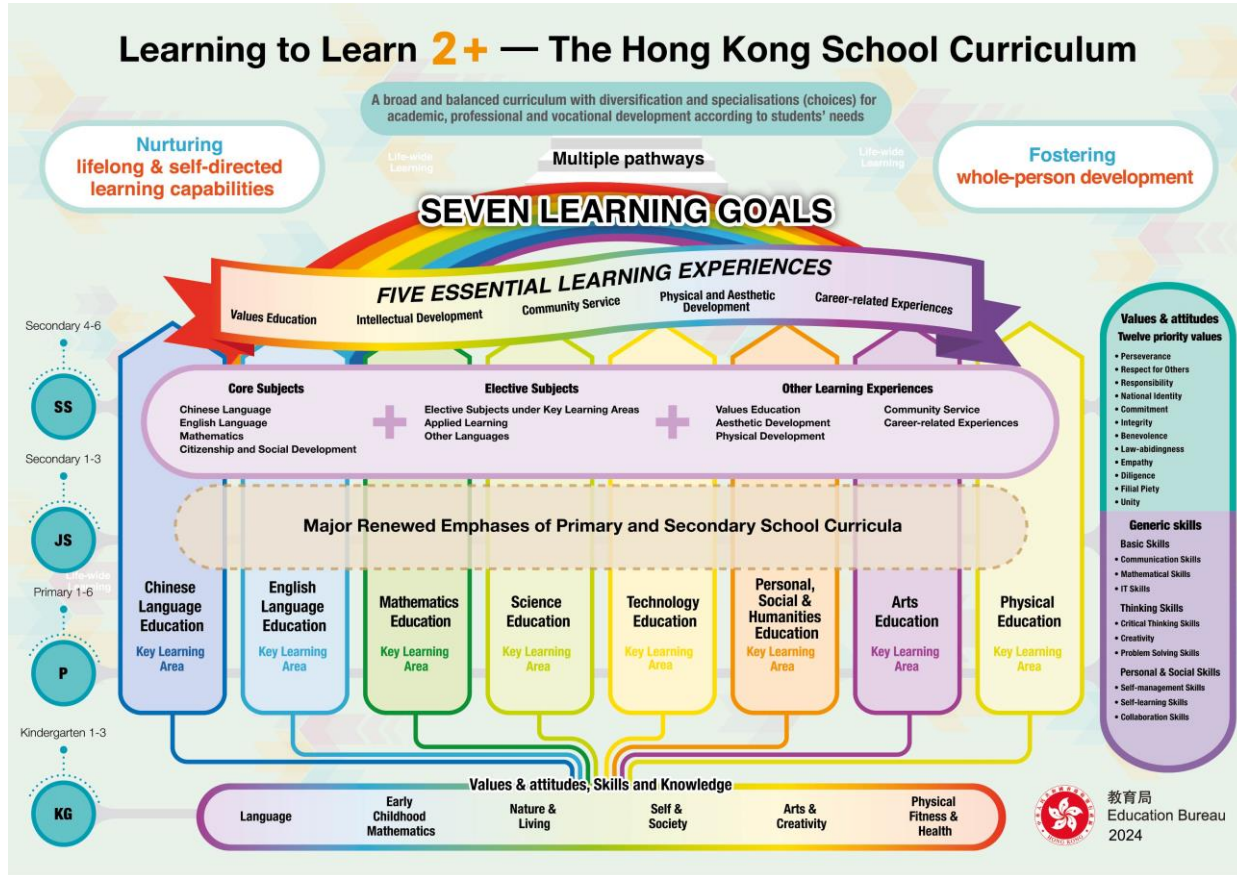 Learning to Learn 2+ — The Hong Kong School Curriculum
A broad and balanced curriculum with diversification and specialisations (choices) for
academic, professional and vocational development according to students' needs
Nurturing
lifelong & self-directed
learning capabilities
Life-wide
Learning
Multiple pathways
Life-wide
Learning
Fostering
whole-person development
SEVEN LEARNING GOALS
FIVE ESSENTIAL LEARNING EXPERIENCES
Values Education
Intellectual Development
Community Service
Physical and Aesthetic
Development
Career-related Experiences
Secondary 4-6
SS
Core Subjects
Chinese Language
English Language
Mathematics
Citizenship and Social Development
+
Elective Subjects
Elective Subjects under Key Learning Areas
Applied Learning
Other Languages
+
Other Learning Experiences
Values Education
Aesthetic Development
Physical Development
Community Service
Career-related Experiences
Secondary 1-3
JS
Major Renewed Emphases of Primary and Secondary School Curricula
Life-wide
Learning
Primary 1-6
P
Chinese
Language
Education
Key Learning
Area
English
Language
Education
Key Learning
Area
Mathematics
Education
Key Learning
Area
Science
Education
Key Learning
Area
Technology
Education
Key Learning
Area
Personal,
Social &
Humanities
Education
Key Learning
Area
Arts
Education
Key Learning
Area
Physical
Education
Key Learning
Area
Values & attitudes
Twelve priority values
• Perseverance
• Respect for Others
• Responsibility
• National Identity
• Commitment
• Integrity
• Benevolence
• Law-abidingness
• Empathy
• Diligence
• Filial Piety
• Unity
Generic skills
Basic Skills
• Communication Skills
• Mathematical Skills
• IT Skills
Thinking Skills
• Critical Thinking Skills
• Creativity
• Problem Solving Skills
Personal & Social Skills
• Self-management Skills
• Self-learning Skills
• Collaboration Skills
Kindergarten 1-3
KG
Values & attitudes, Skills and Knowledge
Language
Early
Childhood
Mathematics
Nature &
Living
Self &
Society
Arts &
Creativity
Physical
Fitness &
Health
教育局
Education Bureau
2024